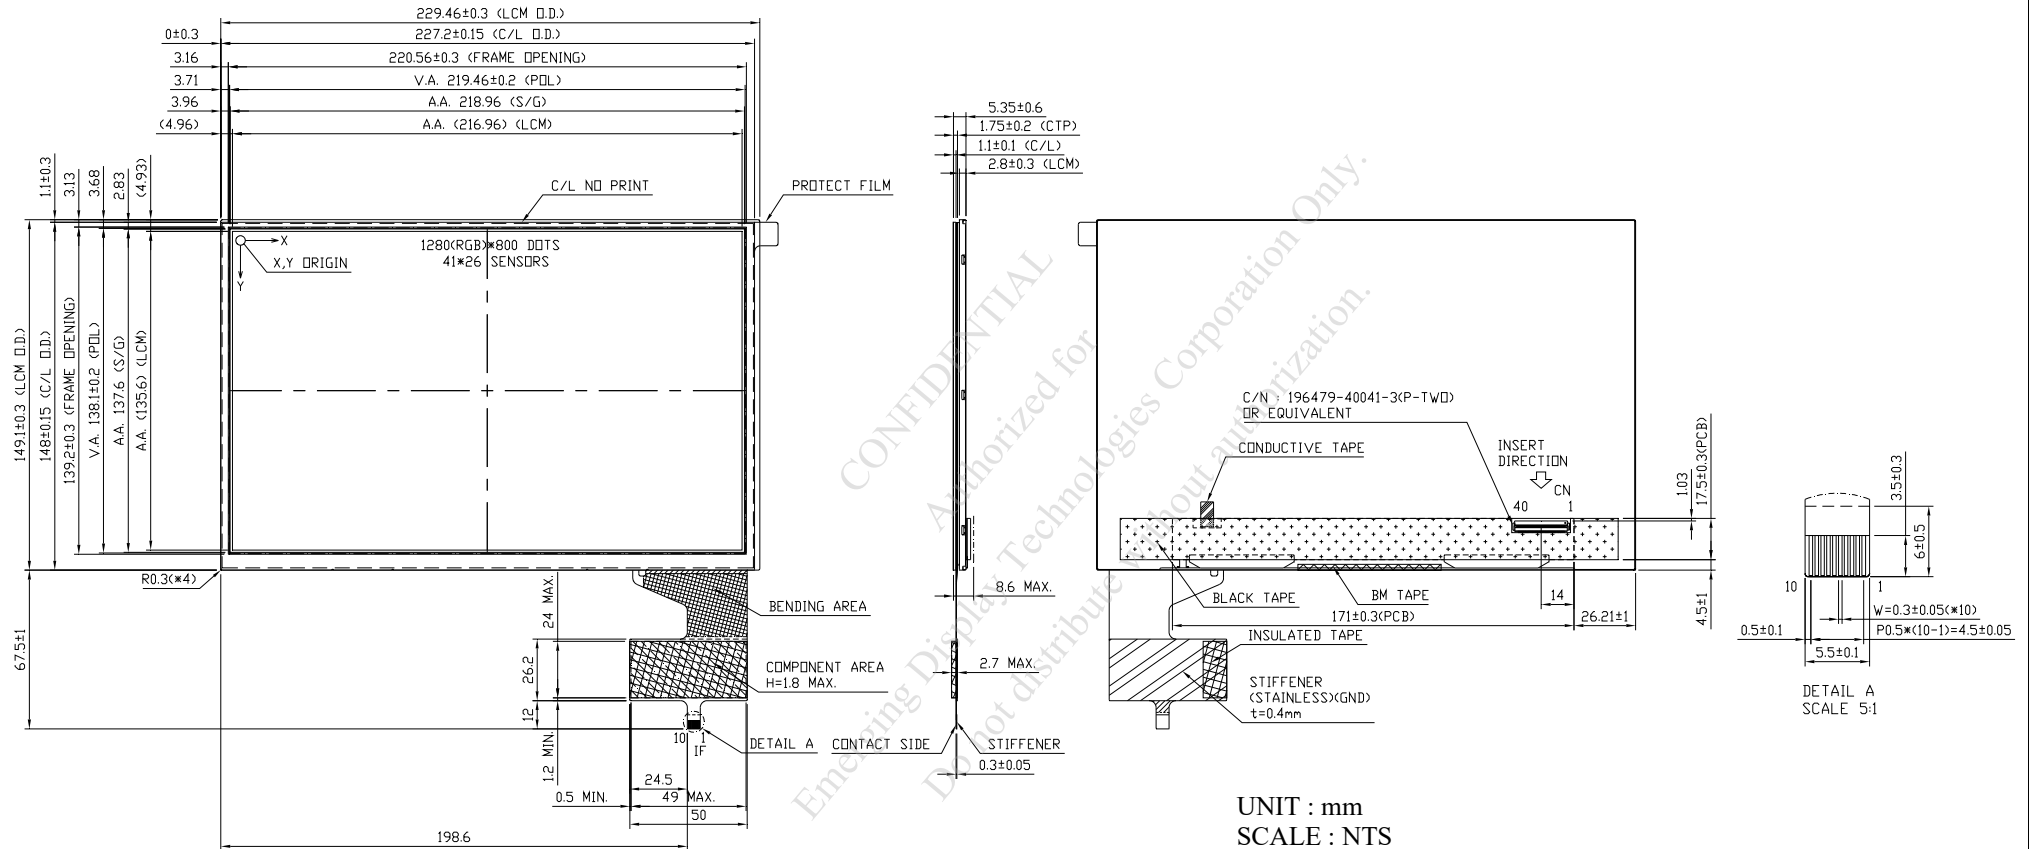 229.46±0.3 (LCM O.D.)
0±0.3
227.2±0.15 (C/L O.D.)
3.16
220.56±0.3 (FRAME OPENING)
3.71
V.A. 219.46±0.2 (POL)
3.96
A.A. 218.96 (S/G)
(4.96)
A.A. (216.96) (LCM)
1.1±0.3
3.13
3.68
2.83
(4.93)
C/L NO PRINT
PROTECT FILM
X
Y
X,Y ORIGIN
1280(RGB)*800 DOTS
41*26 SENSORS
149.1±0.3 (LCM O.D.)
148±0.15 (C/L O.D.)
139.2±0.3 (FRAME OPENING)
V.A. 138.1±0.2 (POL)
A.A. 137.6 (S/G)
A.A. (135.6) (LCM)
R0.3(*4)
67.5±1
24 MAX.
26.2
12
1.2 MIN.
BENDING AREA
COMPONENT AREA
H=1.8 MAX.
10
1
IF
DETAIL A
24.5
0.5 MIN.
49 MAX.
50
198.6
5.35±0.6
1.75±0.2 (CTP)
1.1±0.1 (C/L)
2.8±0.3 (LCM)
8.6 MAX.
2.7 MAX.
CONTACT SIDE
STIFFENER
0.3±0.05
C/N : 196479-40041-3(P-TWO)
OR EQUIVALENT
CONDUCTIVE TAPE
INSERT
DIRECTION
CN
40
1
1.03
17.5±0.3(PCB)
4.5±1
BLACK TAPE
BM TAPE
14
171±0.3(PCB)
26.21±1
INSULATED TAPE
STIFFENER
(STAINLESS)(GND)
t=0.4mm
3.5±0.3
6±0.5
10
1
W=0.3±0.05(*10)
0.5±0.1
P0.5*(10-1)=4.5±0.05
5.5±0.1
DETAIL A
SCALE 5:1
UNIT : mm
SCALE : NTS
CONFIDENTIAL
Authorized for
Emerging Display Technologies Corporation Only.
Do not distribute without authorization.